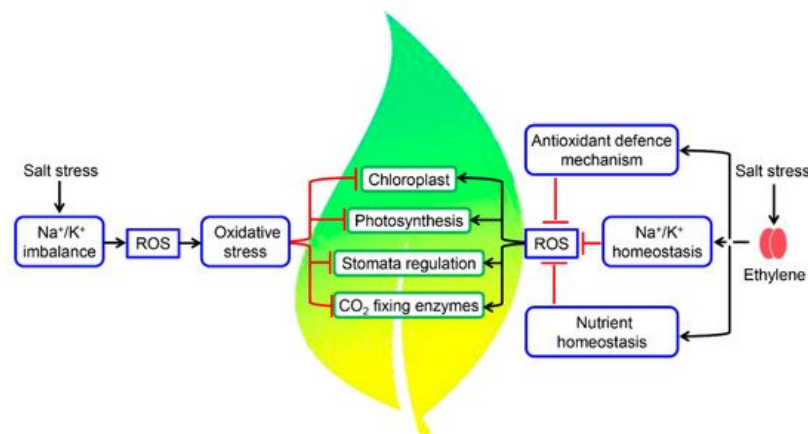 Salt stress
Na⁺/K⁺
imbalance
ROS
Oxidative
stress
Chloroplast
Photosynthesis
Stomata regulation
CO₂ fixing enzymes
ROS
Antioxidant defence
mechanism
Na⁺/K⁺
homeostasis
Nutrient
homeostasis
Salt stress
Ethylene